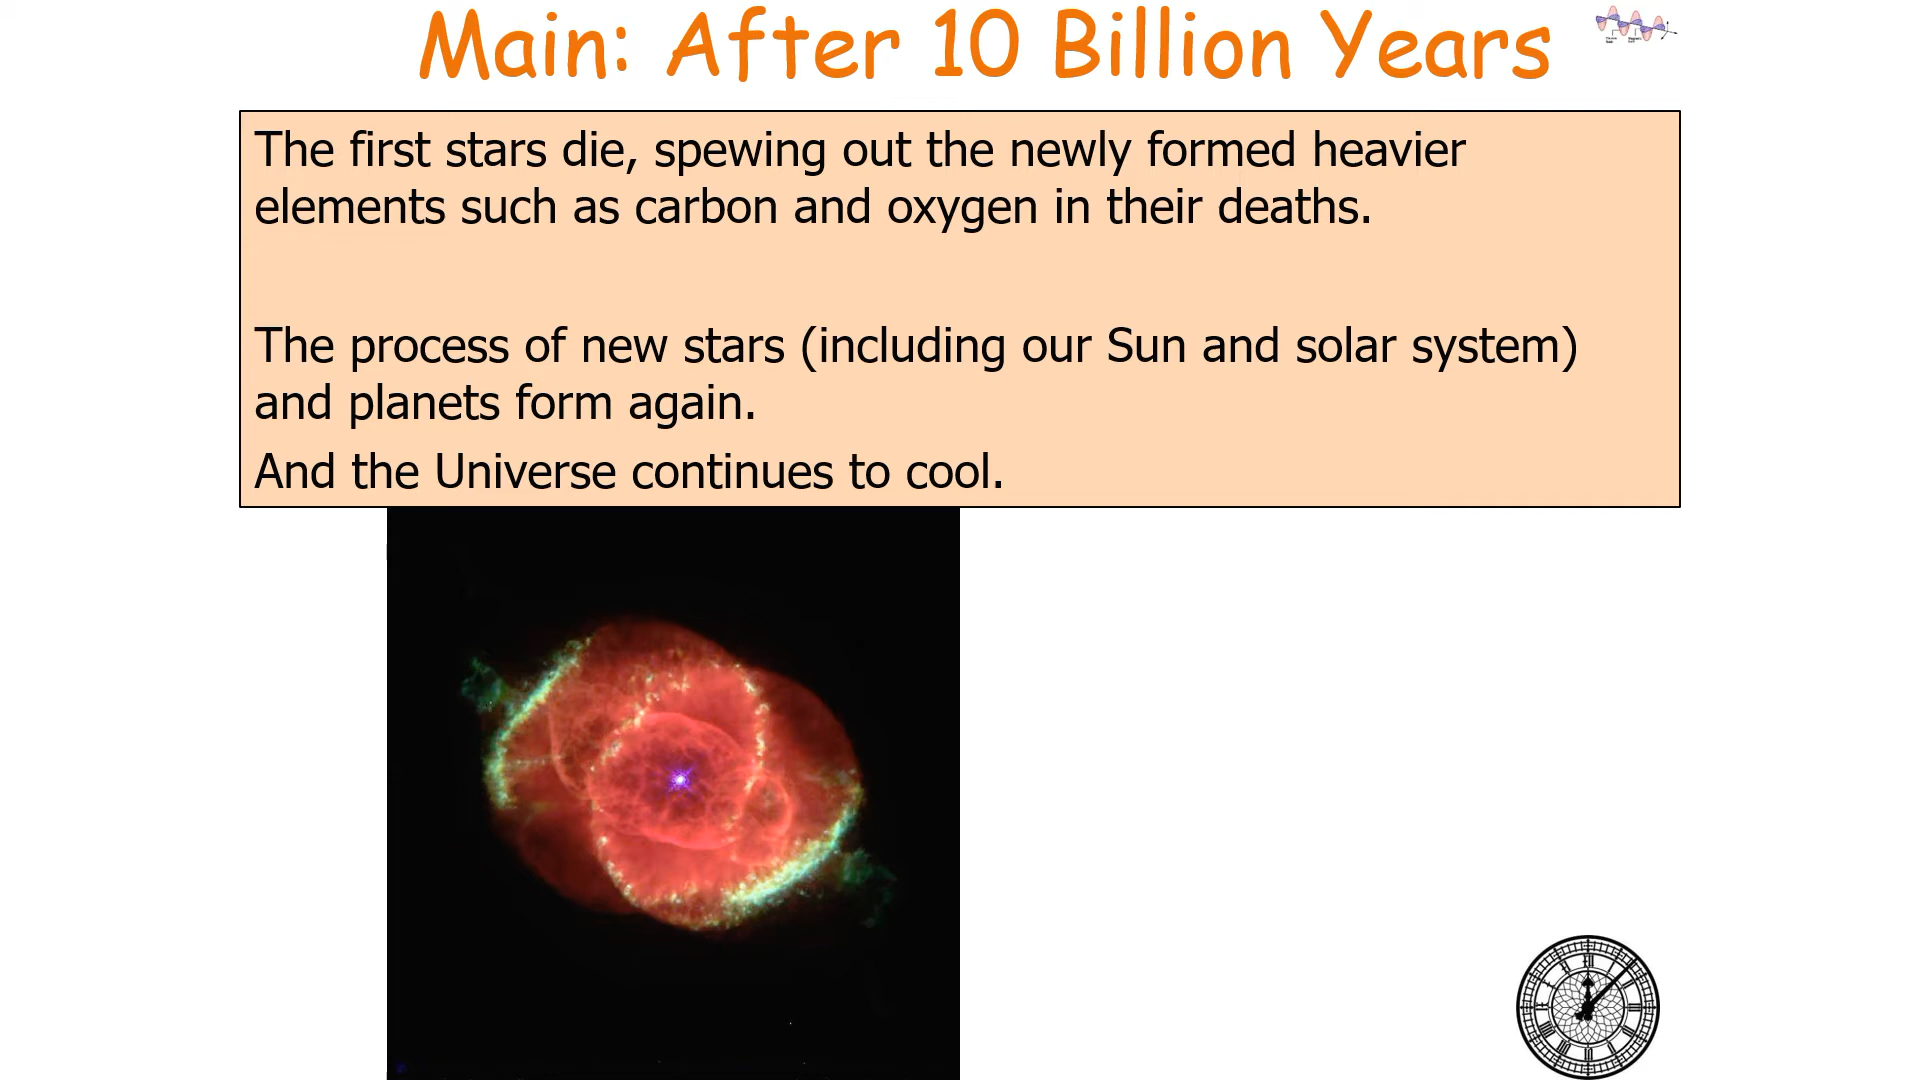 Main: After 10 Billion Years
The first stars die, spewing out the newly formed heavier
elements such as carbon and oxygen in their deaths.
The process of new stars (including our Sun and solar system)
and planets form again.
And the Universe continues to cool.